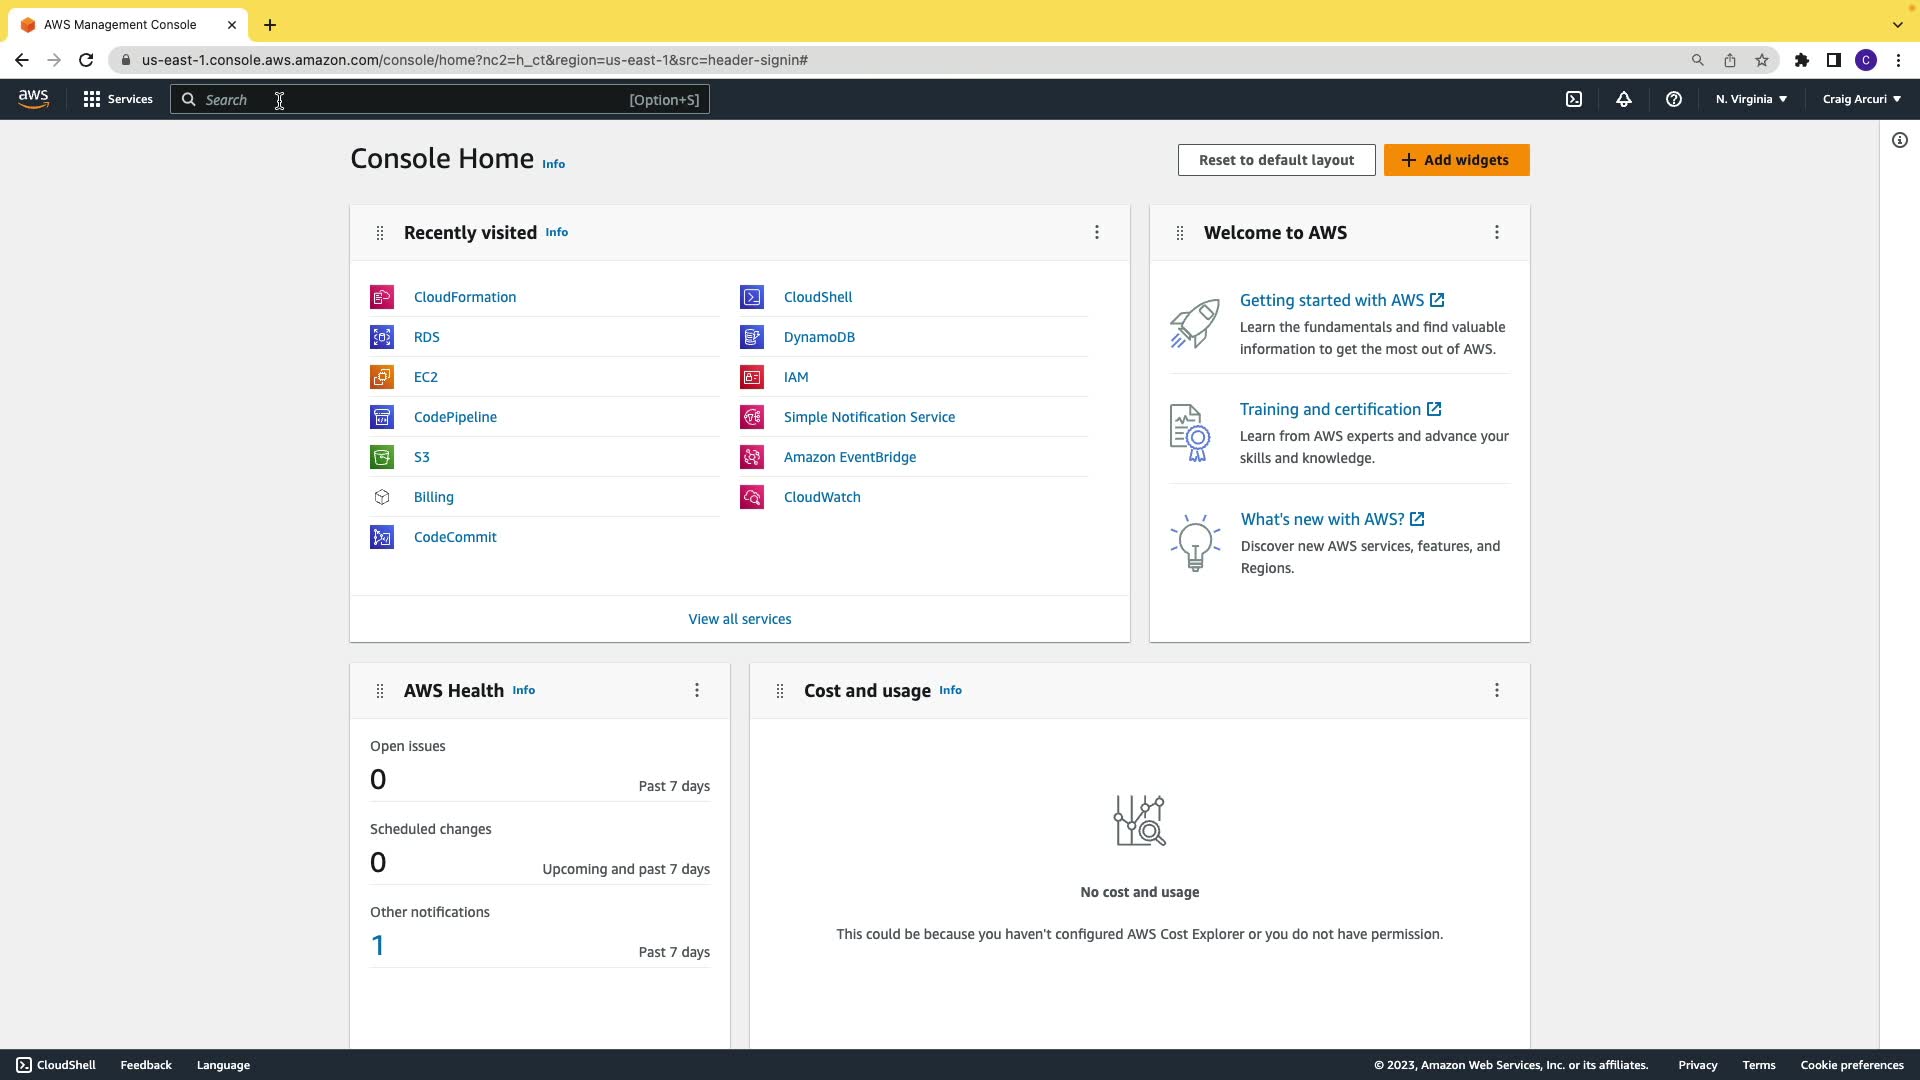 AWS Management Console
us-east-1.console.aws.amazon.com/console/home?nc2=h_ct&region=us-east-1&src=header-signin#
C
aws
Services
Search
[Option+S]
N. Virginia
Craig Arcuri
Console Home Info
Reset to default layout
Add widgets
Recently visited Info
CloudFormation
RDS
EC2
CodePipeline
S3
Billing
CodeCommit
CloudShell
DynamoDB
IAM
Simple Notification Service
Amazon EventBridge
CloudWatch
View all services
Welcome to AWS
Getting started with AWS
Learn the fundamentals and find valuable
information to get the most out of AWS.
Training and certification
Learn from AWS experts and advance your
skills and knowledge.
What's new with AWS?
Discover new AWS services, features, and
Regions.
AWS Health Info
Open issues
0 Past 7 days
Scheduled changes
0 Upcoming and past 7 days
Other notifications
1 Past 7 days
Cost and usage Info
No cost and usage
This could be because you haven't configured AWS Cost Explorer or you do not have permission.
CloudShell
Feedback
Language
© 2023, Amazon Web Services, Inc. or its affiliates.
Privacy
Terms
Cookie preferences